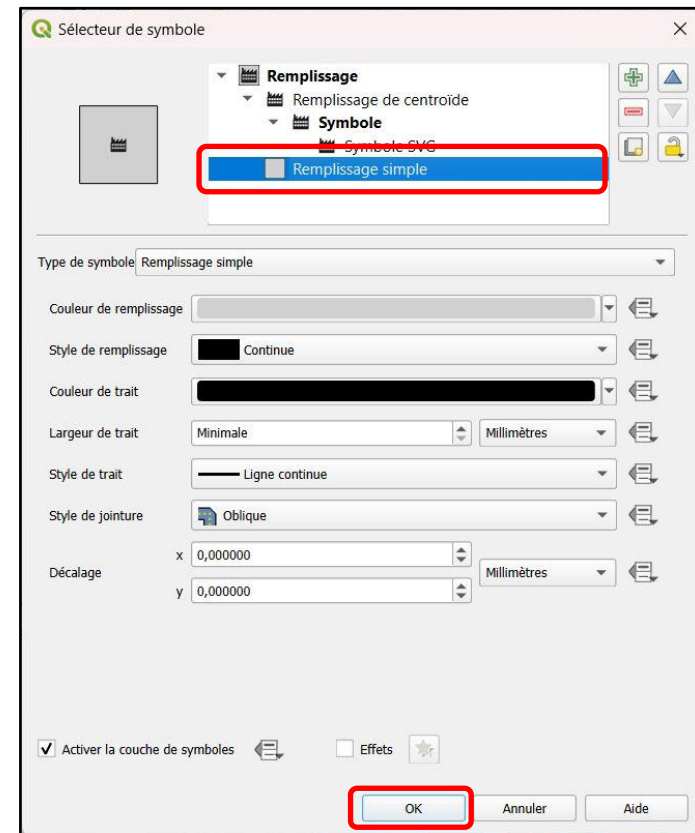 Sélecteur de symbole
Remplissage
Remplissage de centroïde
Symbole
Symbole SVG
Remplissage simple
Type de symbole Remplissage simple
Couleur de remplissage
Style de remplissage Continue
Couleur de trait
Largeur de trait Minimale Millimètres
Style de trait Ligne continue
Style de jointure Oblique
Décalage x 0,000000 Millimètres
y 0,000000
Activer la couche de symboles Effets
OK Annuler Aide